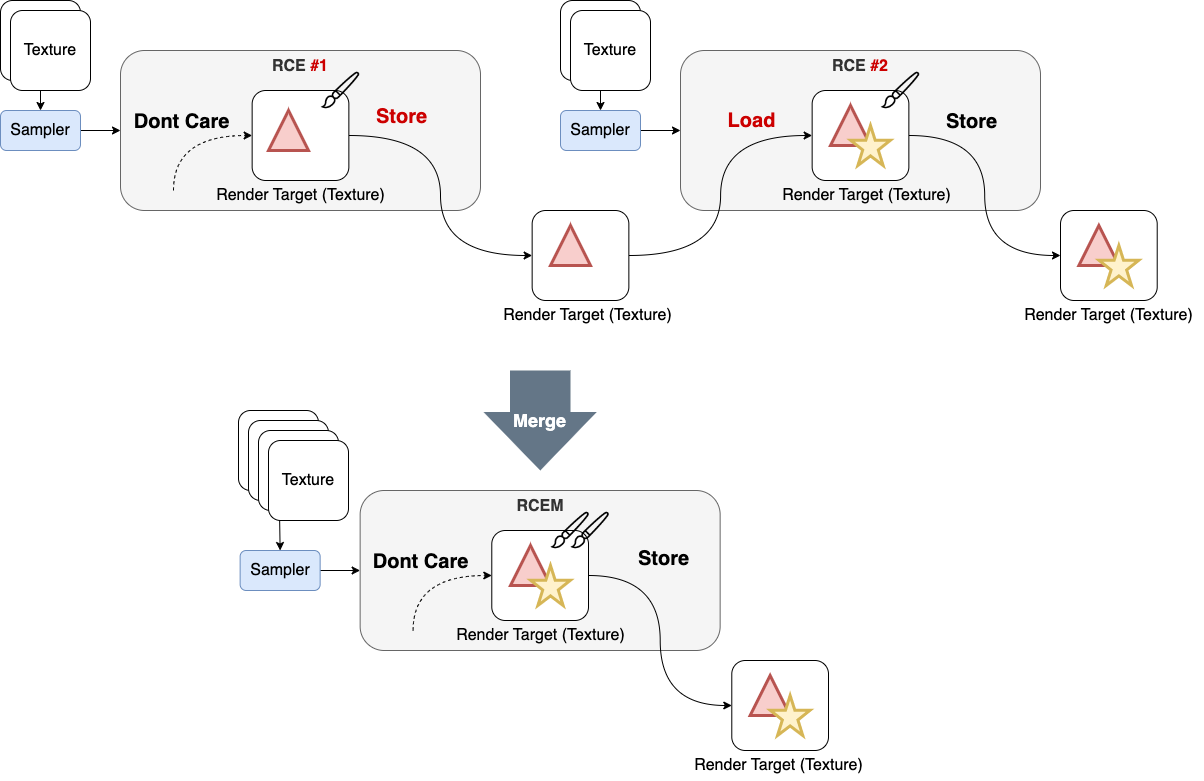 Texture
Sampler
RCE #1
Dont Care
Store
Render Target (Texture)
Render Target (Texture)
Texture
Sampler
RCE #2
Load
Store
Render Target (Texture)
Render Target (Texture)
Merge
Texture
Sampler
RCEM
Dont Care
Store
Render Target (Texture)
Render Target (Texture)